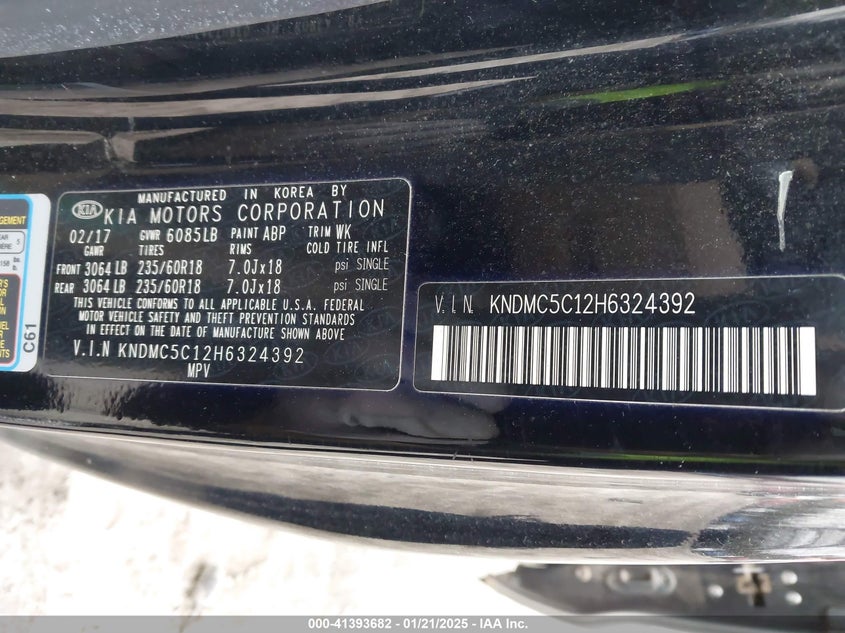 GEMENT
5
C61
MANUFACTURED IN KOREA BY
KIA KIA MOTORS CORPORATION
02/17 GVWR 6085LB PAINT ABP TRIM WK
GAWR TIRES RIMS COLD TIRE INFL
FRONT 3064 LB 235/60R18 7.0Jx18 psi SINGLE
REAR 3064 LB 235/60R18 7.0Jx18 psi SINGLE
THIS VEHICLE CONFORMS TO ALL APPLICABLE U.S.A. FEDERAL
MOTOR VEHICLE SAFETY AND THEFT PREVENTION STANDARDS
IN EFFECT ON THE DATE OF MANUFACTURE SHOWN ABOVE
V.I.N KNDMC5C12H6324392
MPV
V.I.N. KNDMC5C12H6324392
000-41393682 - 01/21/2025 - IAA Inc.